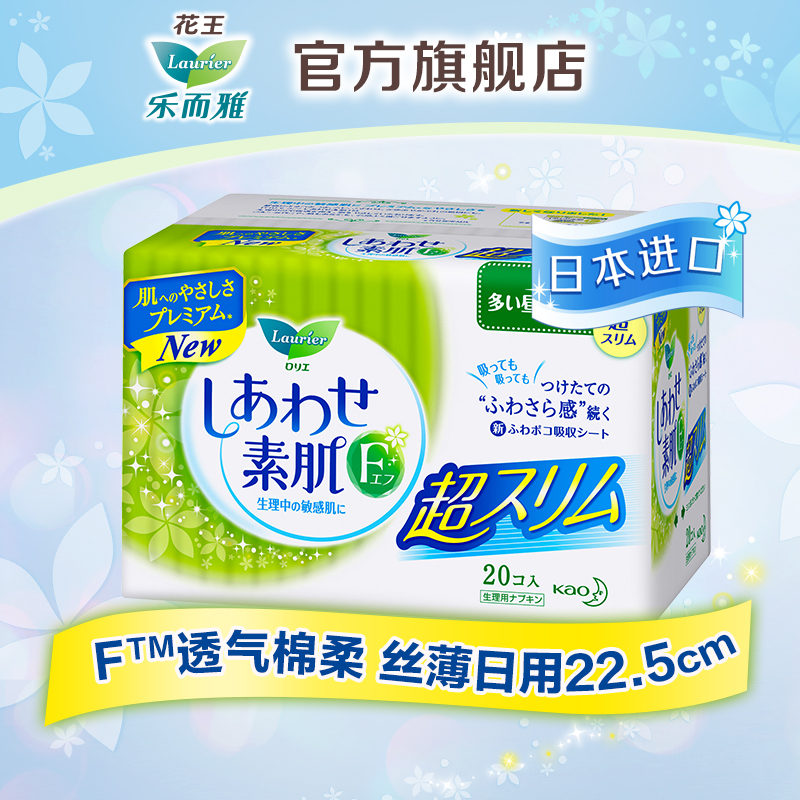 花王
Laurier
乐而雅
官方旗舰店
日本进口
肌へのやさしさ
プレミアム※
New
Laurier
ロリエ
しあわせ
素肌
F
エフ
生理中の敏感肌に
多い昼
超
スリム
吸っても
吸っても
つけたての
“ふわさら感”続く
新 ふわポコ吸収シート
超スリム
20コ入
生理用ナプキン
Kao
20コ入 Kao
F™透气棉柔 丝薄日用22.5cm